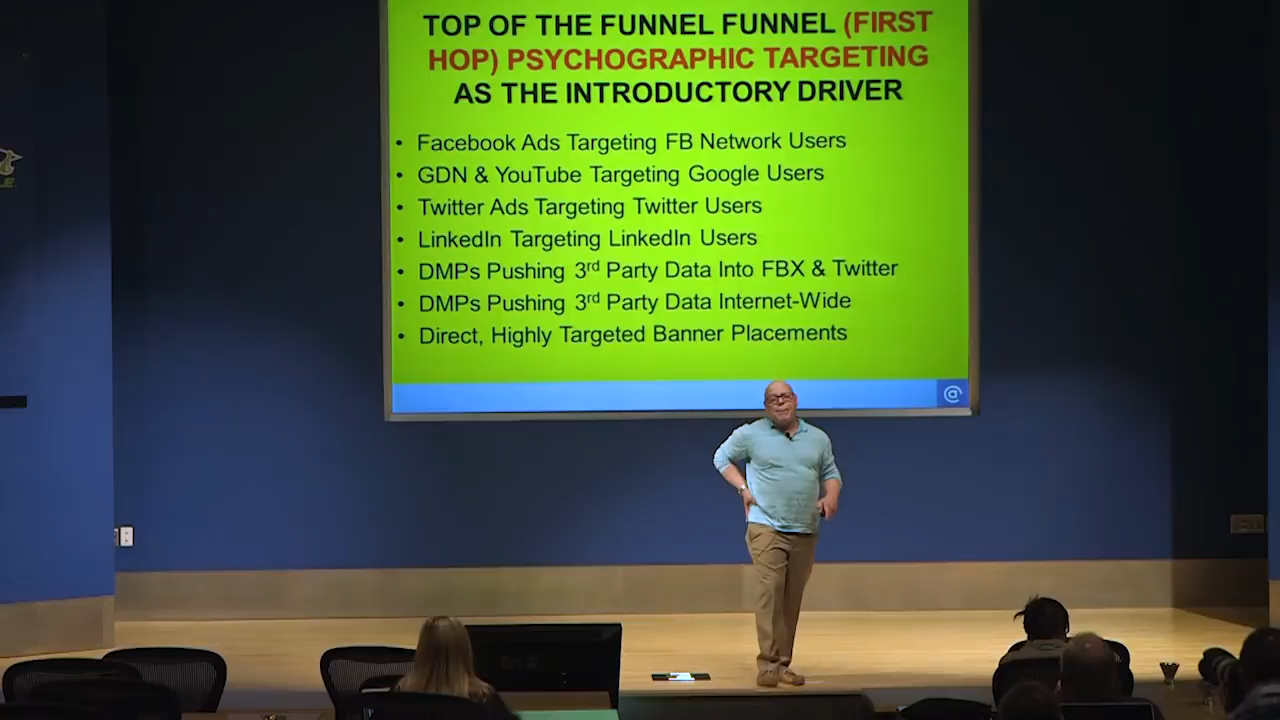 TOP OF THE FUNNEL FUNNEL (FIRST
HOP) PSYCHOGRAPHIC TARGETING
AS THE INTRODUCTORY DRIVER
• Facebook Ads Targeting FB Network Users
• GDN & YouTube Targeting Google Users
• Twitter Ads Targeting Twitter Users
• LinkedIn Targeting LinkedIn Users
• DMPs Pushing 3rd Party Data Into FBX & Twitter
• DMPs Pushing 3rd Party Data Internet-Wide
• Direct, Highly Targeted Banner Placements
@